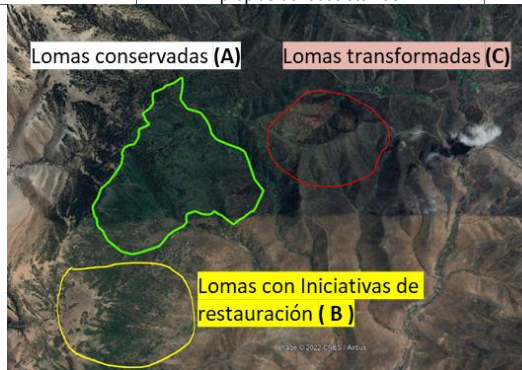 Lomas conservadas (A)
Lomas transformadas (C)
Lomas con Iniciativas de
restauración ( B )
Image © 2022 CNES / Airbus